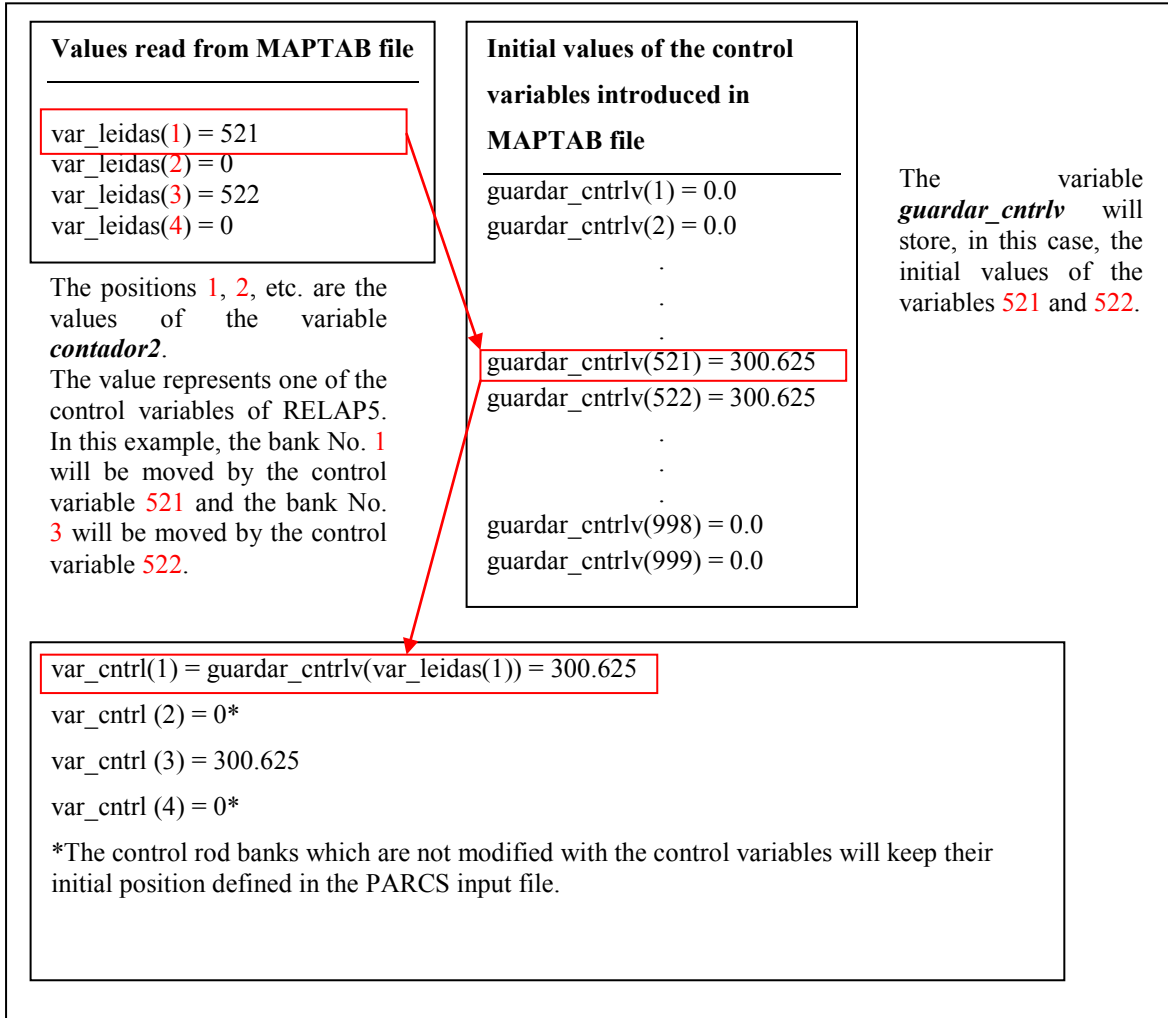 Values read from MAPTAB file
var_leidas(1) = 521
var_leidas(2) = 0
var_leidas(3) = 522
var_leidas(4) = 0
The positions 1, 2, etc. are the
values of the variable
contador2.
The value represents one of the
control variables of RELAP5.
In this example, the bank No. 1
will be moved by the control
variable 521 and the bank No.
3 will be moved by the control
variable 522.
Initial values of the control
variables introduced in
MAPTAB file
guardar_cntrlv(1) = 0.0
guardar_cntrlv(2) = 0.0
.
.
.
guardar_cntrlv(521) = 300.625
guardar_cntrlv(522) = 300.625
.
.
.
guardar_cntrlv(998) = 0.0
guardar_cntrlv(999) = 0.0
The variable
guardar_cntrlv will
store, in this case, the
initial values of the
variables 521 and 522.
var_cntrl(1) = guardar_cntrlv(var_leidas(1)) = 300.625
var_cntrl (2) = 0*
var_cntrl (3) = 300.625
var_cntrl (4) = 0*
*The control rod banks which are not modified with the control variables will keep their
initial position defined in the PARCS input file.